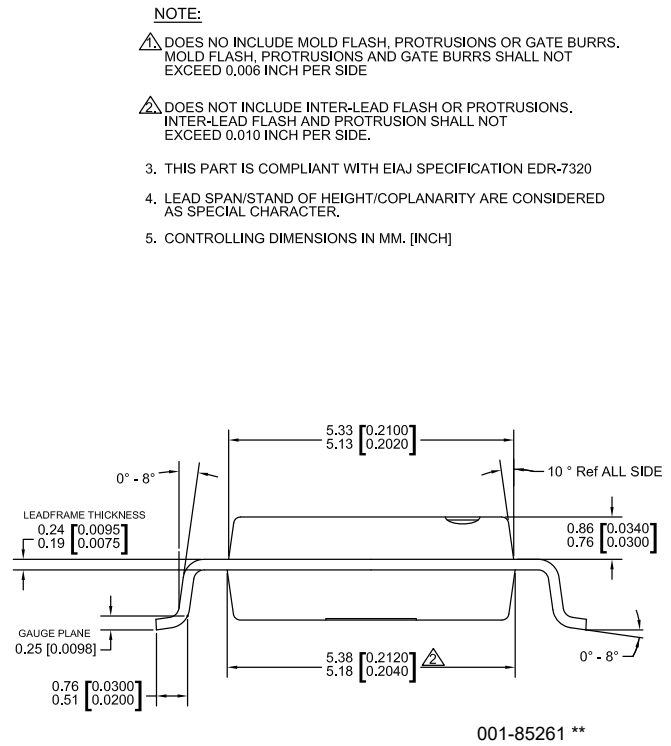 NOTE:
1. DOES NO INCLUDE MOLD FLASH, PROTRUSIONS OR GATE BURRS.
MOLD FLASH, PROTRUSIONS AND GATE BURRS SHALL NOT
EXCEED 0.006 INCH PER SIDE
2. DOES NOT INCLUDE INTER-LEAD FLASH OR PROTRUSIONS.
INTER-LEAD FLASH AND PROTRUSION SHALL NOT
EXCEED 0.010 INCH PER SIDE.
3. THIS PART IS COMPLIANT WITH EIAJ SPECIFICATION EDR-7320
4. LEAD SPAN/STAND OF HEIGHT/COPLANARITY ARE CONSIDERED
AS SPECIAL CHARACTER.
5. CONTROLLING DIMENSIONS IN MM. [INCH]
5.33 [0.2100]
5.13 [0.2020]
0° - 8°
10 ° Ref ALL SIDE
LEADFRAME THICKNESS
0.24 [0.0095]
0.19 [0.0075]
0.86 [0.0340]
0.76 [0.0300]
GAUGE PLANE
0.25 [0.0098]
5.38 [0.2120]
5.18 [0.2040]
2
0° - 8°
0.76 [0.0300]
0.51 [0.0200]
001-85261 **